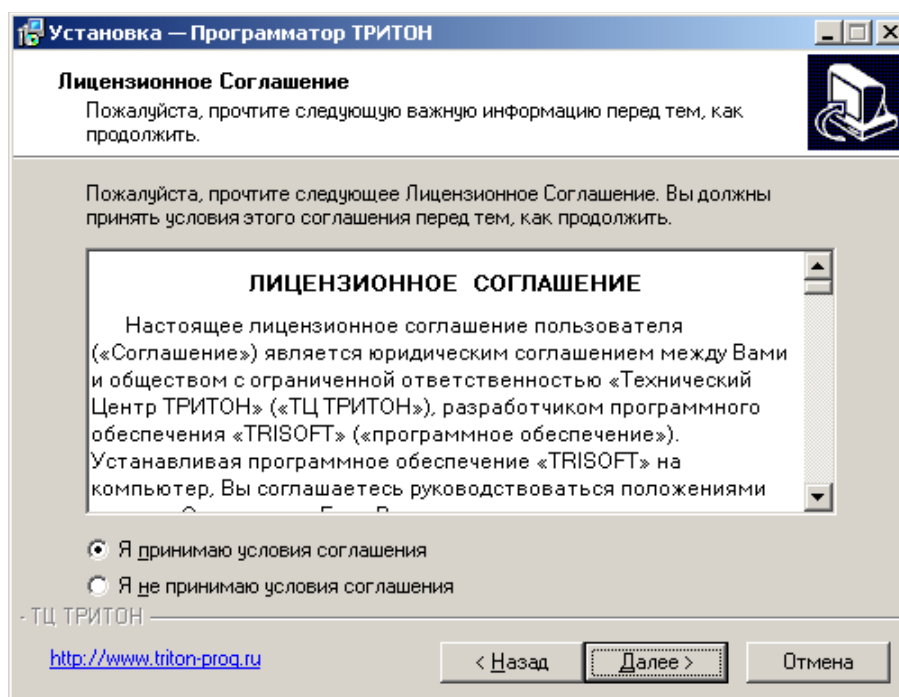 Установка — Программатор ТРИТОН
Лицензионное Соглашение
Пожалуйста, прочтите следующую важную информацию перед тем, как
продолжить.
Пожалуйста, прочтите следующее Лицензионное Соглашение. Вы должны
принять условия этого соглашения перед тем, как продолжить.
ЛИЦЕНЗИОННОЕ СОГЛАШЕНИЕ
Настоящее лицензионное соглашение пользователя
(«Соглашение») является юридическим соглашением между Вами
и обществом с ограниченной ответственностью «Технический
Центр ТРИТОН» («ТЦ ТРИТОН»), разработчиком программного
обеспечения «TRISOFT» («программное обеспечение»).
Устанавливая программное обеспечение «TRISOFT» на
компьютер, Вы соглашаетесь руководствоваться положениями
Я принимаю условия соглашения
Я не принимаю условия соглашения
ТЦ ТРИТОН
http://www.triton-prog.ru
< Назад
Далее >
Отмена